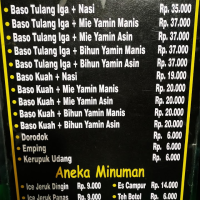 • Baso Tulang Iga + Nasi Rp. 35.000
• Baso Tulang Iga + Mie Yamin Manis Rp. 37.000
• Baso Tulang Iga + Mie Yamin Asin Rp. 37.000
• Baso Tulang Iga + Bihun Yamin Manis Rp. 37.000
• Baso Tulang Iga + Bihun Yamin Asin Rp. 37.000
• Baso Kuah + Nasi Rp. 19.000
• Baso Kuah + Mie Yamin Manis Rp. 20.000
• Baso Kuah + Mie Yamin Asin Rp. 20.000
• Baso Kuah + Bihun Yamin Manis Rp. 20.000
• Baso Kuah + Bihun Yamin Asin Rp. 20.000
• Dorodok Rp. 6.000
• Emping Rp. 6.000
• Kerupuk Udang Rp. 6.000
Aneka Minuman
• Ice Jeruk Dingin Rp. 9.000 • Es Campur Rp. 14.000
• Ice Jeruk Panas Rp. 9.000 • Teh Botol Rp. 6.000